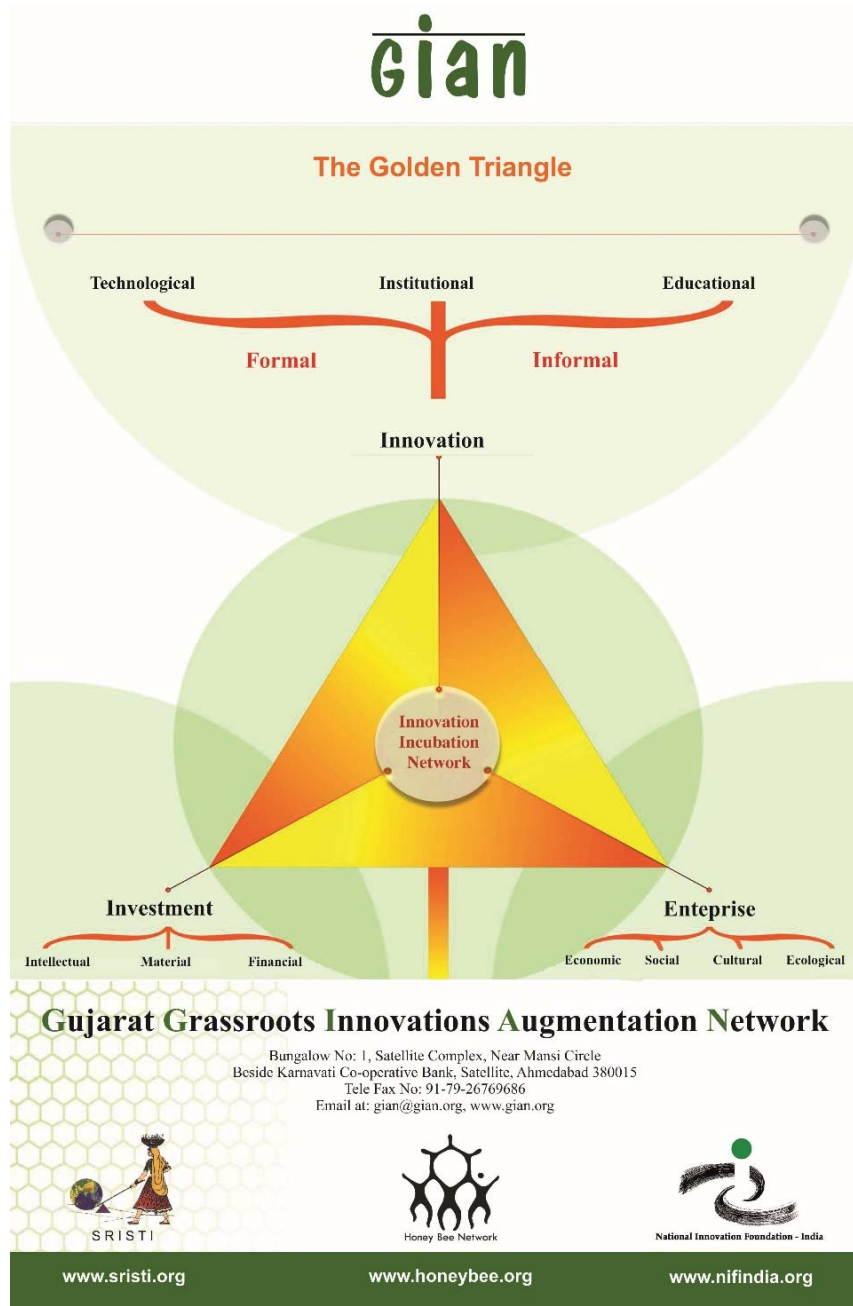 Gian
The Golden Triangle
Technological Institutional Educational
Formal Informal
Innovation
Innovation
Incubation
Network
Investment
Intellectual Material Financial
Enteprise
Economic Social Cultural Ecological
Gujarat Grassroots Innovations Augmentation Network
Bungalow No: 1, Satellite Complex, Near Mansi Circle
Beside Karnavati Co-operative Bank, Satellite, Ahmedabad 380015
Tele Fax No: 91-79-26769686
Email at: gian@gian.org, www.gian.org
SRISTI
Honey Bee Network
National Innovation Foundation - India
www.sristi.org www.honeybee.org www.nifindia.org